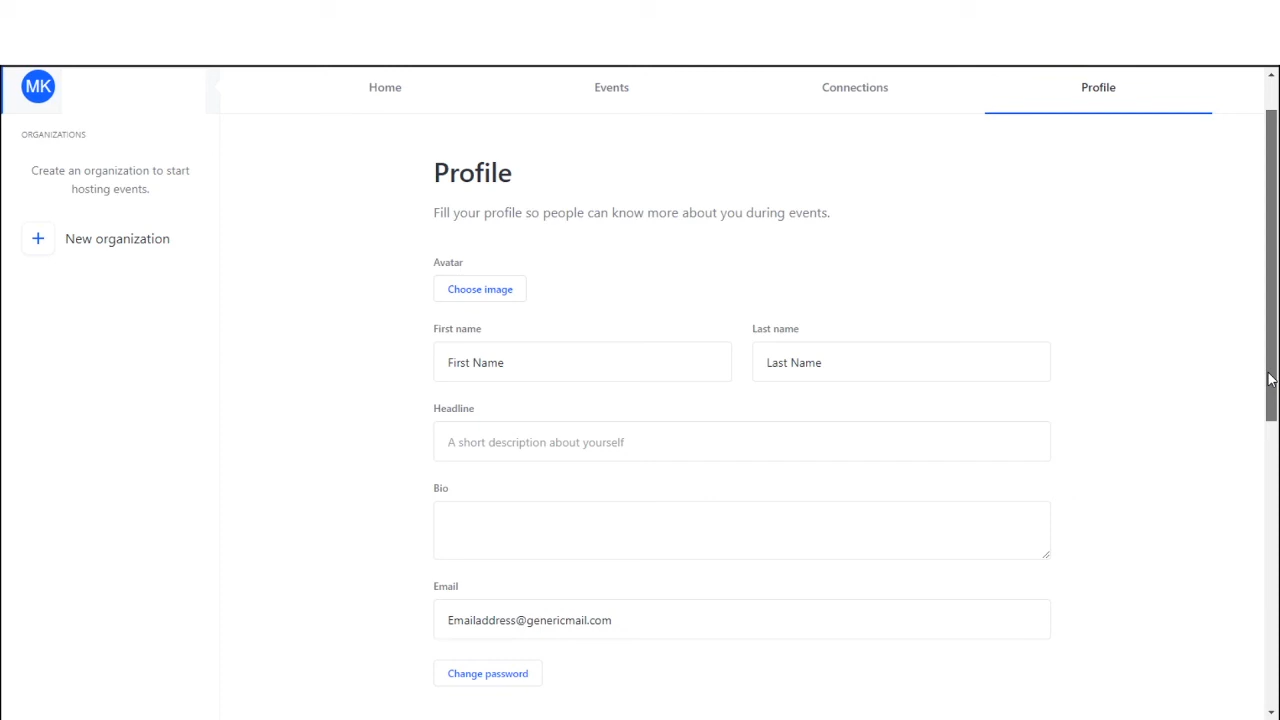 MK
Home
Events
Connections
Profile
ORGANIZATIONS
Create an organization to start
hosting events.
New organization
Profile
Fill your profile so people can know more about you during events.
Avatar
Choose image
First name
Last name
First Name
Last Name
Headline
A short description about yourself
Bio
Email
Emailaddress@genericmail.com
Change password